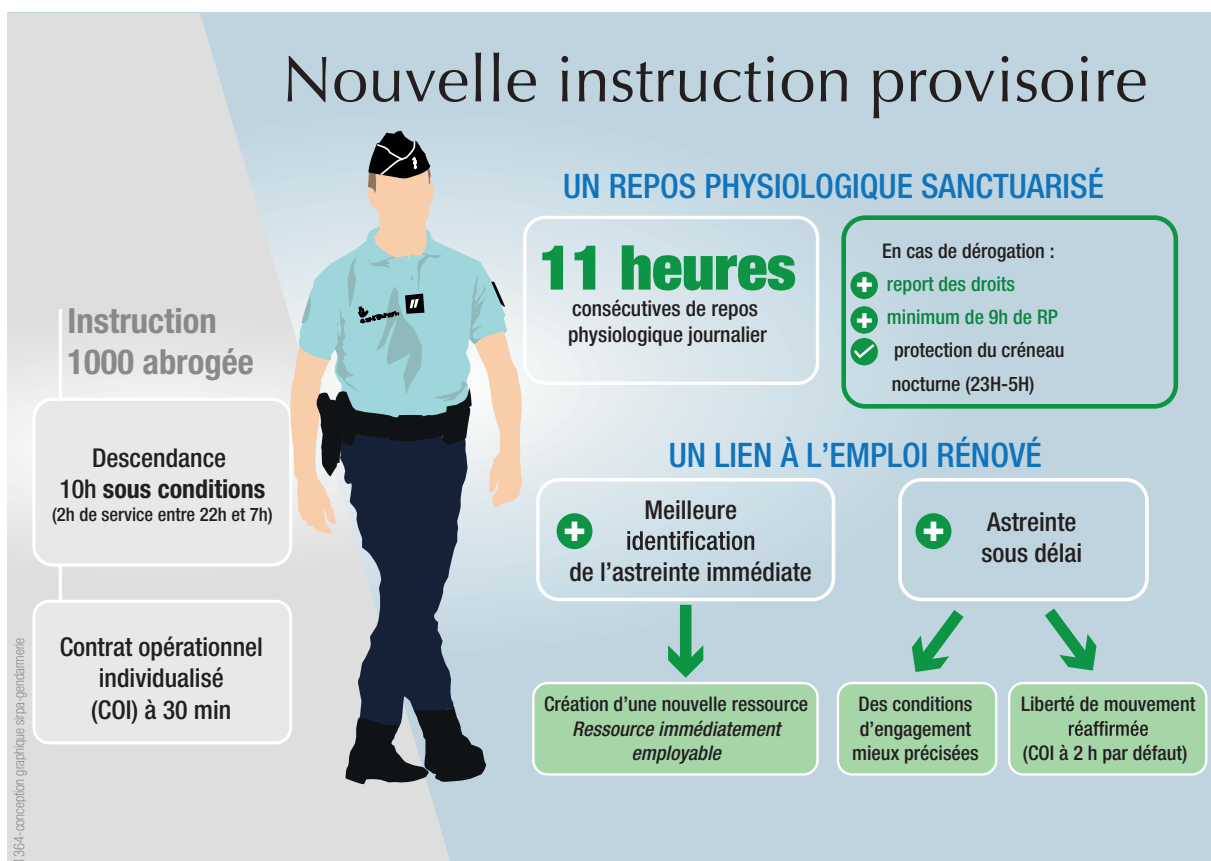 Nouvelle instruction provisoire
Instruction
1000 abrogée
Descendance
10h sous conditions
(2h de service entre 22h et 7h)
Contrat opérationnel
individualisé
(COI) à 30 min
UN REPOS PHYSIOLOGIQUE SANCTUARISÉ
11 heures
consécutives de repos
physiologique journalier
En cas de dérogation :
report des droits
minimum de 9h de RP
protection du créneau
nocturne (23H-5H)
UN LIEN À L’EMPLOI RÉNOVÉ
Meilleure
identification
de l’astreinte immédiate
Astreinte
sous délai
Création d’une nouvelle ressource
Ressource immédiatement
employable
Des conditions
d’engagement
mieux précisées
Liberté de mouvement
réaffirmée
(COI à 2 h par défaut)
1364-conception graphique sirpa-gendarmerie